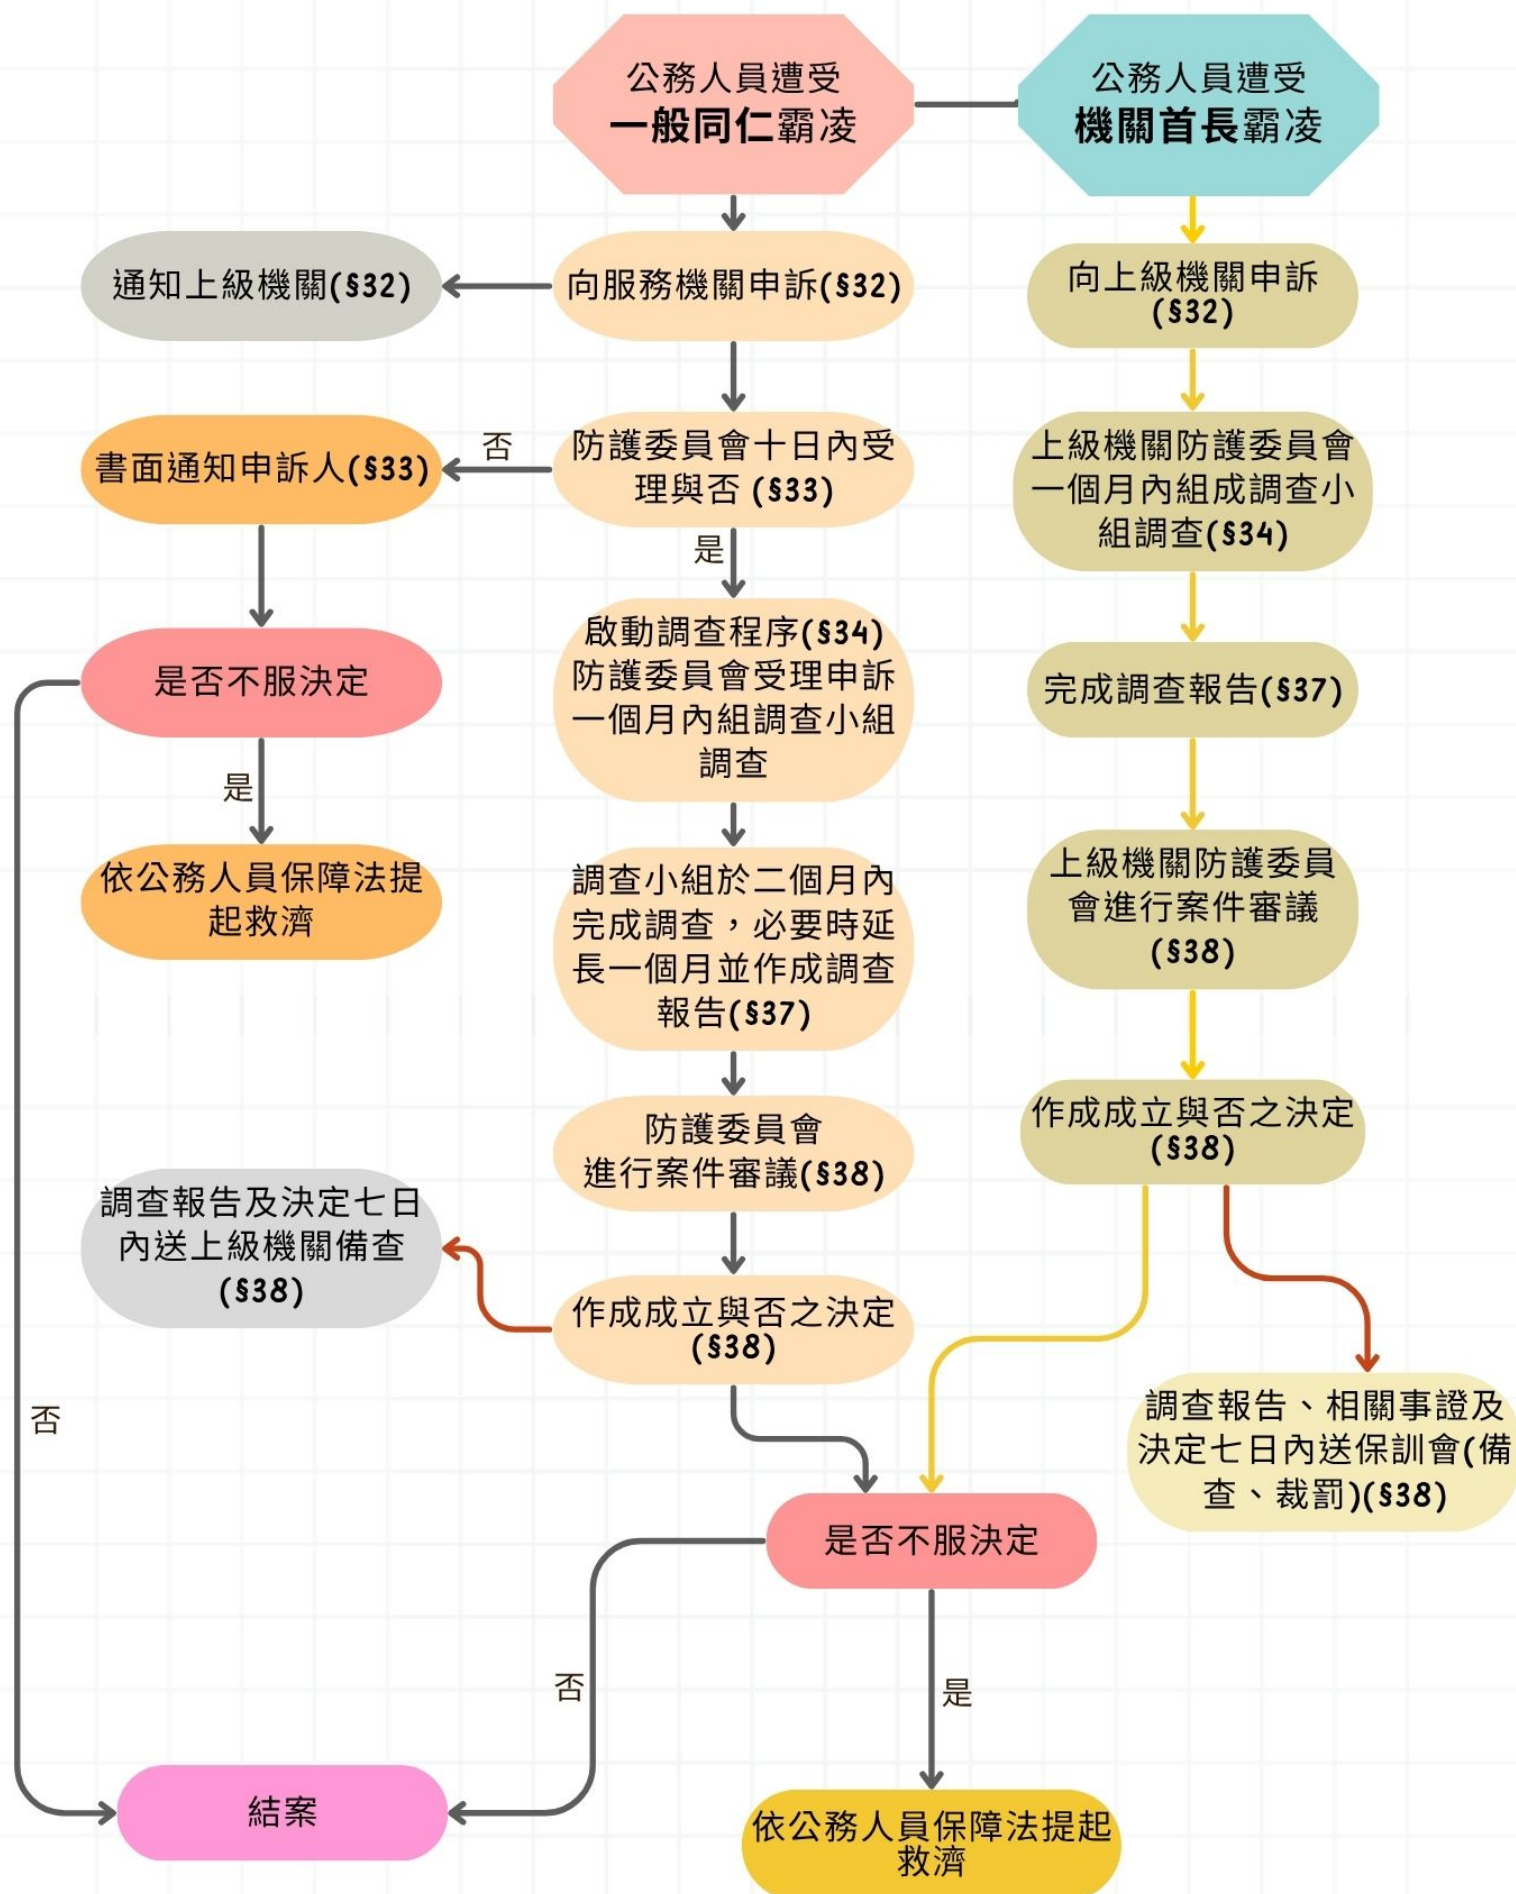 公務人員遭受
一般同仁霸凌
公務人員遭受
機關首長霸凌
通知上級機關(§32)
向服務機關申訴(§32)
向上級機關申訴
(§32)
書面通知申訴人(§33)
否
防護委員會十日內受
理與否 (§33)
上級機關防護委員會
一個月內組成調查小
組調查(§34)
是
是否不服決定
啟動調查程序(§34)
防護委員會受理申訴
一個月內組調查小組
調查
完成調查報告(§37)
是
依公務人員保障法提
起救濟
調查小組於二個月內
完成調查，必要時延
長一個月並作成調查
報告(§37)
上級機關防護委員
會進行案件審議
(§38)
防護委員會
進行案件審議(§38)
作成成立與否之決定
(§38)
調查報告及決定七日
內送上級機關備查
(§38)
作成成立與否之決定
(§38)
否
調查報告、相關事證及
決定七日內送保訓會(備
查、裁罰)(§38)
是否不服決定
否
是
結案
依公務人員保障法提起
救濟